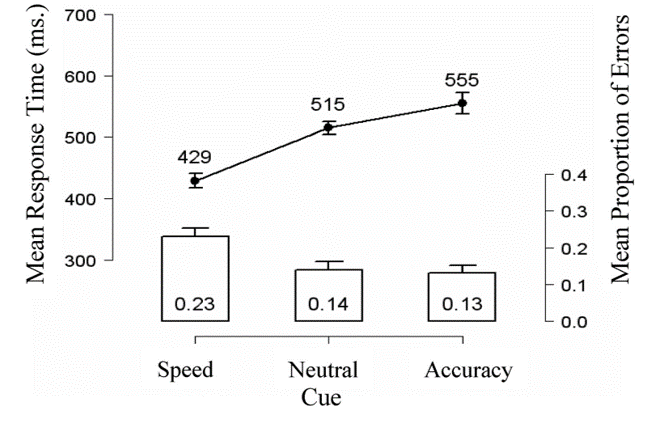 Mean Response Time (ms.)
700
600
500
400
300
429
515
555
0.23
0.14
0.13
0.4
0.3
0.2
0.1
0.0
Mean Proportion of Errors
Speed
Neutral
Accuracy
Cue